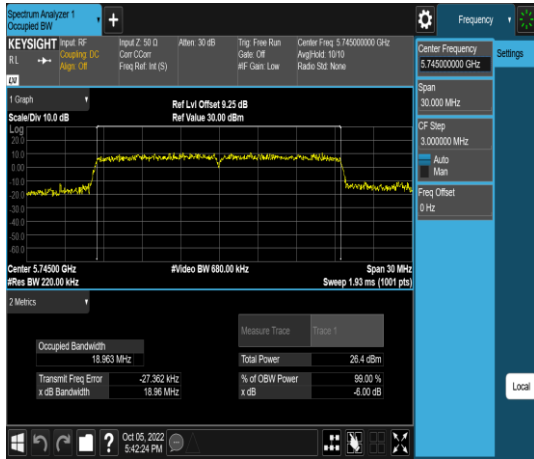 Spectrum Analyzer 1
Occupied BW
+
Frequency
KEYSIGHT
RL
LXI
Input: RF
Coupling: DC
Align: Off
Input Z: 50 Ω
Corr CCorr
Freq Ref: Int (S)
Atten: 30 dB
Trig: Free Run
Gate: Off
#IF Gain: Low
Center Freq: 5.745000000 GHz
Avg|Hold: 10/10
Radio Std: None
Center Frequency
5.745000000 GHz
Settings
Span
30.000 MHz
CF Step
3.000000 MHz
Auto
Man
Freq Offset
0 Hz
Local
1 Graph
Scale/Div 10.0 dB
Ref Lvl Offset 9.25 dB
Ref Value 30.00 dBm
Log
20.0
10.0
0.00
-10.0
-20.0
-30.0
-40.0
-50.0
-60.0
Center 5.74500 GHz
#Res BW 220.00 kHz
#Video BW 680.00 kHz
Span 30 MHz
Sweep 1.93 ms (1001 pts)
2 Metrics
Measure Trace
Trace 1
Occupied Bandwidth
18.963 MHz
Total Power
26.4 dBm
Transmit Freq Error
-27.362 kHz
% of OBW Power
99.00 %
x dB Bandwidth
18.96 MHz
x dB
-6.00 dB
?
Oct 05, 2022
5:42:24 PM